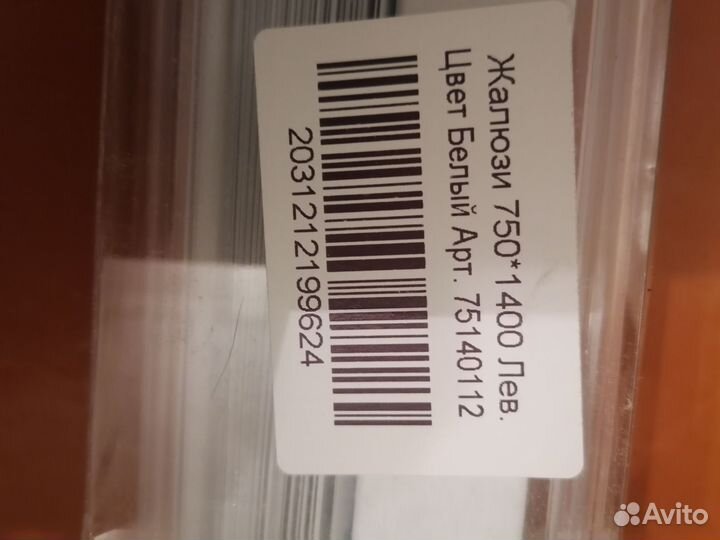 Жалюзи 750*1400 Лев.
Цвет Белый Арт. 75140112
2031212199624
Avito